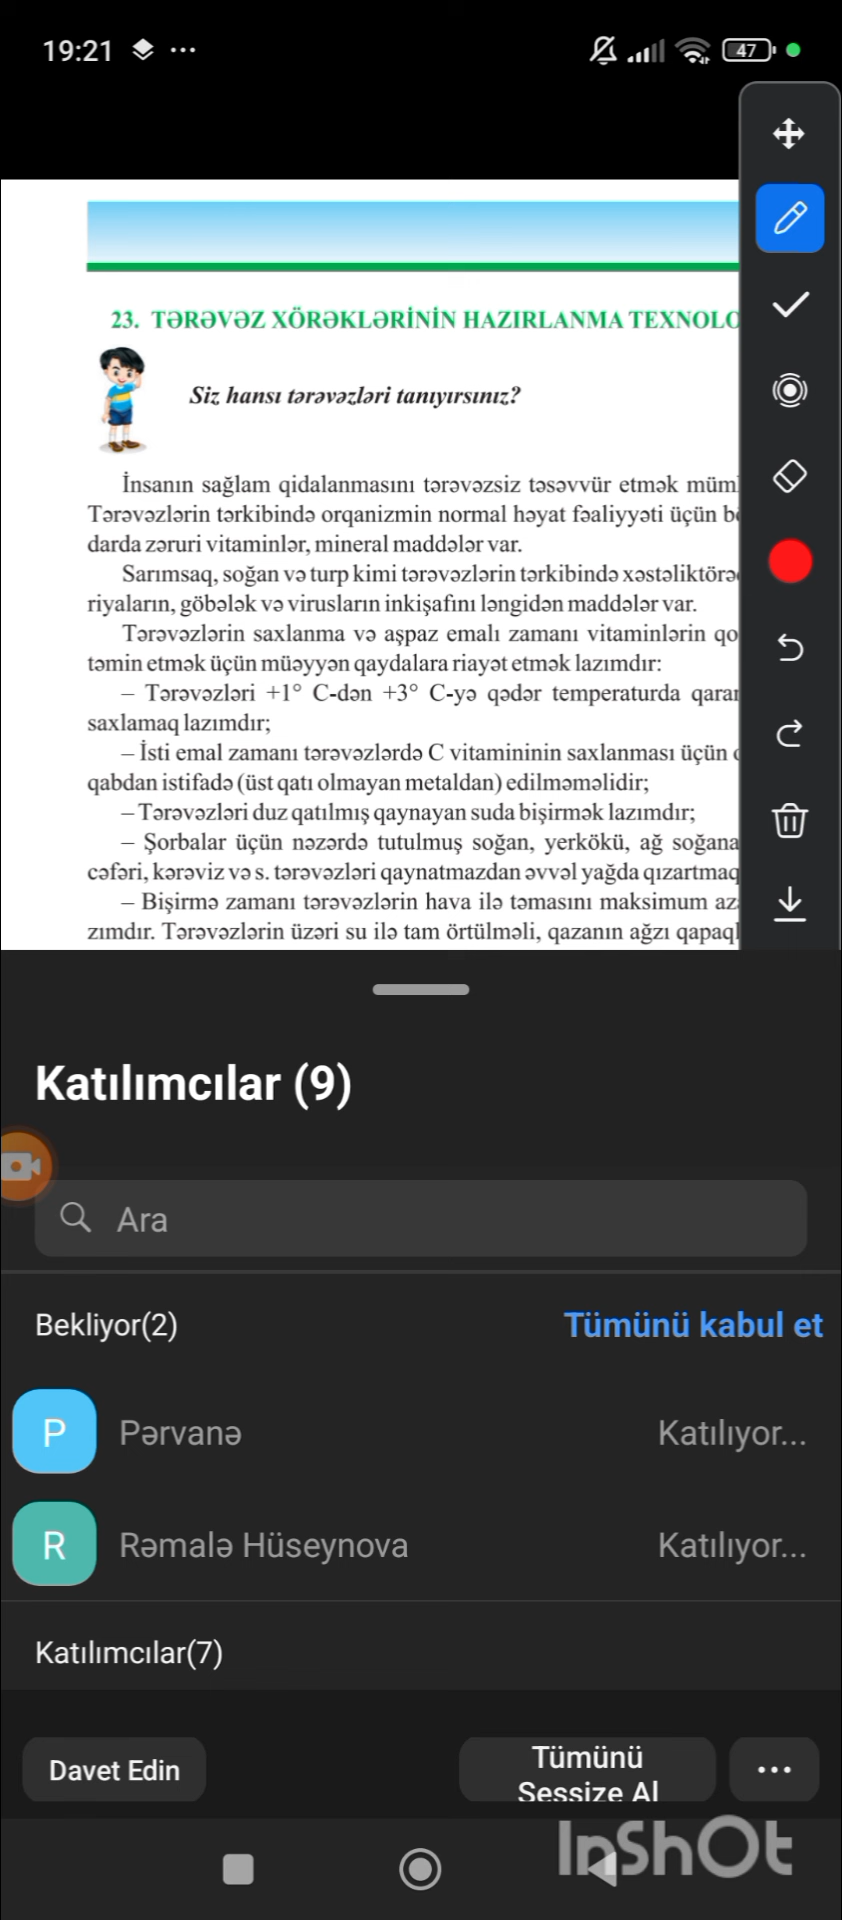 19:21
47
23. TƏRƏVƏZ XÖRƏKLƏRİNİN HAZIRLANMA TEXNOLO
Siz hansı tərəvəzləri tanıyırsınız?
İnsanın sağlam qidalanmasını tərəvəzsiz təsəvvür etmək müm
Tərəvəzlərin tərkibində orqanizmin normal həyat fəaliyyəti üçün b
darda zəruri vitaminlər, mineral maddələr var.
Sarımsaq, soğan və turp kimi tərəvəzlərin tərkibində xəstəliktörə
riyaların, göbələk və virusların inkişafını ləngidən maddələr var.
Tərəvəzlərin saxlanma və aşpaz emalı zamanı vitaminlərin qo
təmin etmək üçün müəyyən qaydalara riayət etmək lazımdır:
– Tərəvəzləri +1° C-dən +3° C-yə qədər temperaturda qaran
saxlamaq lazımdır;
– İsti emal zamanı tərəvəzlərdə C vitamininin saxlanması üçün
qabdan istifadə (üst qatı olmayan metaldan) edilməməlidir;
– Tərəvəzləri duz qatılmış qaynayan suda bişirmək lazımdır;
– Şorbalar üçün nəzərdə tutulmuş soğan, yerkökü, ağ soğana
cəfəri, kərəviz və s. tərəvəzləri qaynatmazdan əvvəl yağda qızartmaq
– Bişirmə zamanı tərəvəzlərin hava ilə təmasını maksimum az
zımdır. Tərəvəzlərin üzəri su ilə tam örtülməli, qazanın ağzı qapaql
Katılımcılar (9)
Ara
Bekliyor(2) Tümünü kabul et
P Pərvanə Katılıyor...
R Rəmalə Hüseynova Katılıyor...
Katılımcılar(7)
Davet Edin
Tümünü
Sessize Al
InShOt